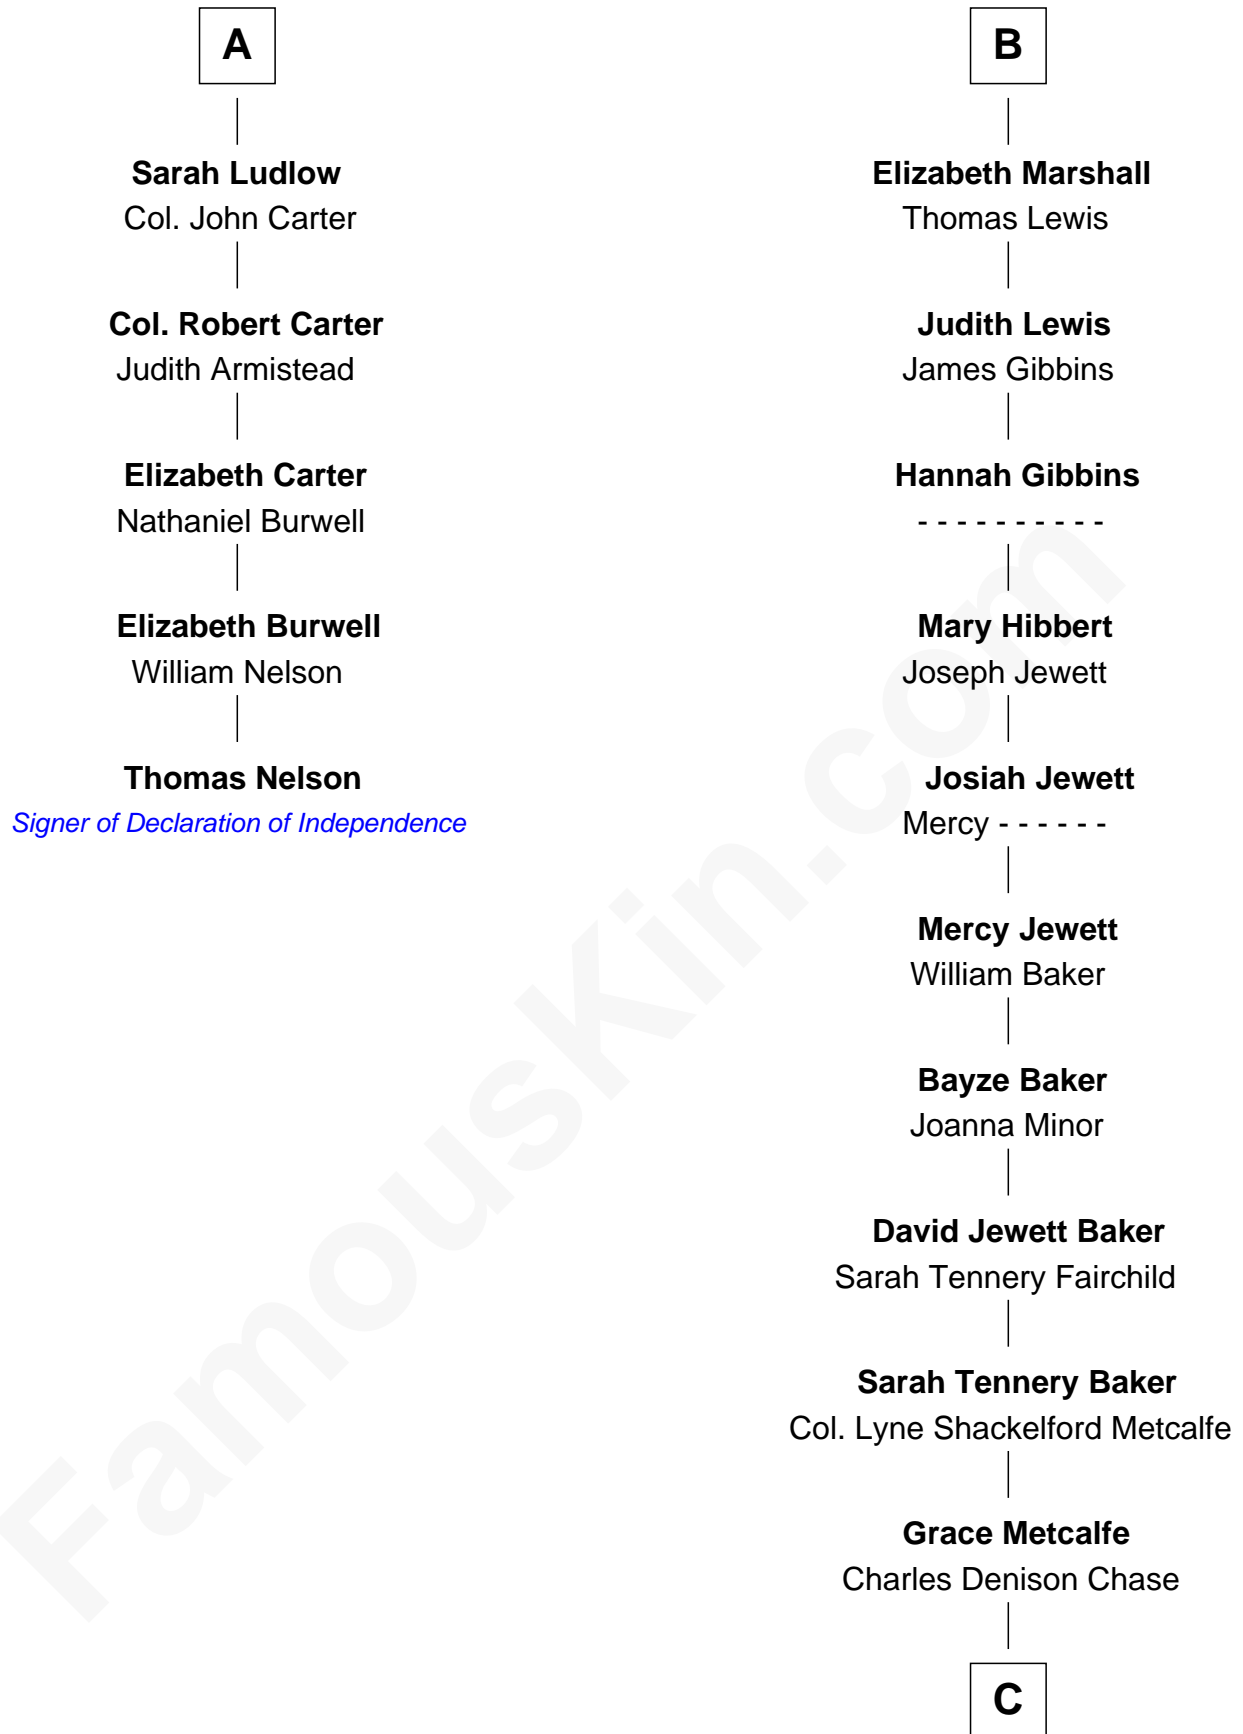 A
Sarah Ludlow
Col. John Carter
Col. Robert Carter
Judith Armistead
Elizabeth Carter
Nathaniel Burwell
Elizabeth Burwell
William Nelson
Thomas Nelson
Signer of Declaration of Independence
B
Elizabeth Marshall
Thomas Lewis
Judith Lewis
James Gibbins
Hannah Gibbins
- - - - - - - - - -
Mary Hibbert
Joseph Jewett
Josiah Jewett
Mercy - - - - - -
Mercy Jewett
William Baker
Bayze Baker
Joanna Minor
David Jewett Baker
Sarah Tennery Fairchild
Sarah Tennery Baker
Col. Lyne Shackelford Metcalfe
Grace Metcalfe
Charles Denison Chase
C
FamousKin.com